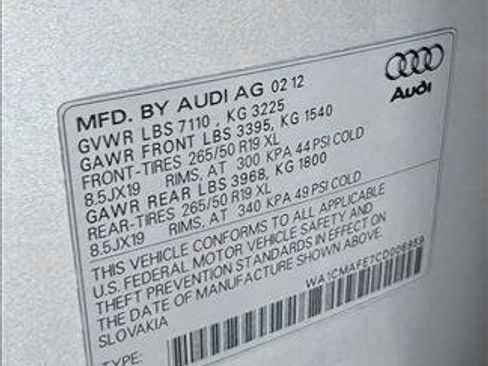 MFD. BY AUDI AG 02 12
Audi
GVWR LBS 7110 , KG 3225
GAWR FRONT LBS 3395, KG 1540
FRONT-TIRES 265/50 R19 XL
8.5JX19 RIMS, AT 300 KPA 44 PSI COLD
GAWR REAR LBS 3968, KG 1800
REAR-TIRES 265/50 R19 XL
8.5JX19 RIMS, AT 340 KPA 49 PSI COLD
THIS VEHICLE CONFORMS TO ALL APPLICABLE
U.S. FEDERAL MOTOR VEHICLE SAFETY AND
THEFT PREVENTION STANDARDS IN EFFECT ON
THE DATE OF MANUFACTURE SHOWN ABOVE.
SLOVAKIA
TYPE: